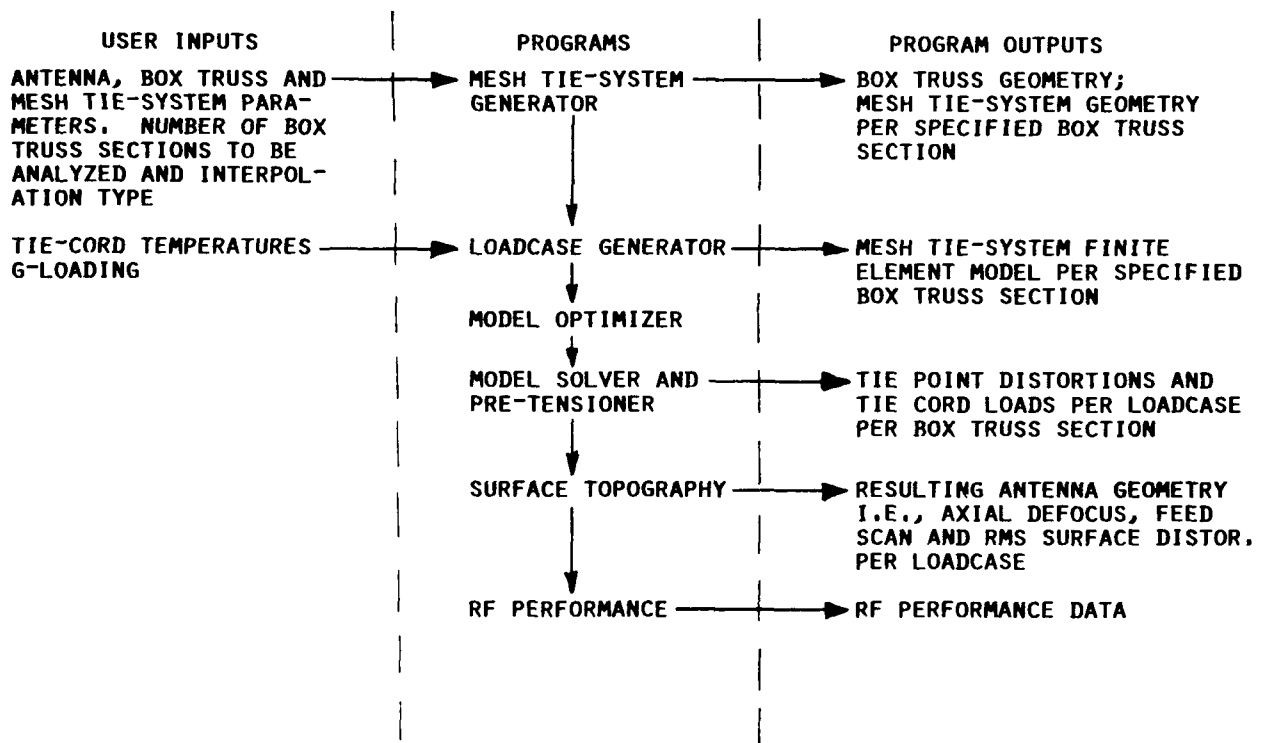 USER INPUTS
ANTENNA, BOX TRUSS AND
MESH TIE-SYSTEM PARA-
METERS. NUMBER OF BOX
TRUSS SECTIONS TO BE
ANALYZED AND INTERPOL-
ATION TYPE
TIE-CORD TEMPERATURES
G-LOADING
PROGRAMS
MESH TIE-SYSTEM
GENERATOR
LOADCASE GENERATOR
MODEL OPTIMIZER
MODEL SOLVER AND
PRE-TENSIONER
SURFACE TOPOGRAPHY
RF PERFORMANCE
PROGRAM OUTPUTS
BOX TRUSS GEOMETRY;
MESH TIE-SYSTEM GEOMETRY
PER SPECIFIED BOX TRUSS
SECTION
MESH TIE-SYSTEM FINITE
ELEMENT MODEL PER SPECIFIED
BOX TRUSS SECTION
TIE POINT DISTORTIONS AND
TIE CORD LOADS PER LOADCASE
PER BOX TRUSS SECTION
RESULTING ANTENNA GEOMETRY
I.E., AXIAL DEFOCUS, FEED
SCAN AND RMS SURFACE DISTOR.
PER LOADCASE
RF PERFORMANCE DATA